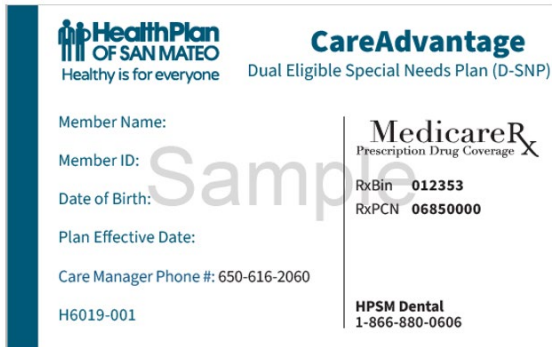 HealthPlan
OF SAN MATEO
Healthy is for everyone
CareAdvantage
Dual Eligible Special Needs Plan (D-SNP)
Member Name:
Member ID:
Date of Birth:
Plan Effective Date:
Care Manager Phone #: 650-616-2060
H6019-001
Sample
MedicareRx
Prescription Drug Coverage
RxBin 012353
RxPCN 06850000
HPSM Dental
1-866-880-0606